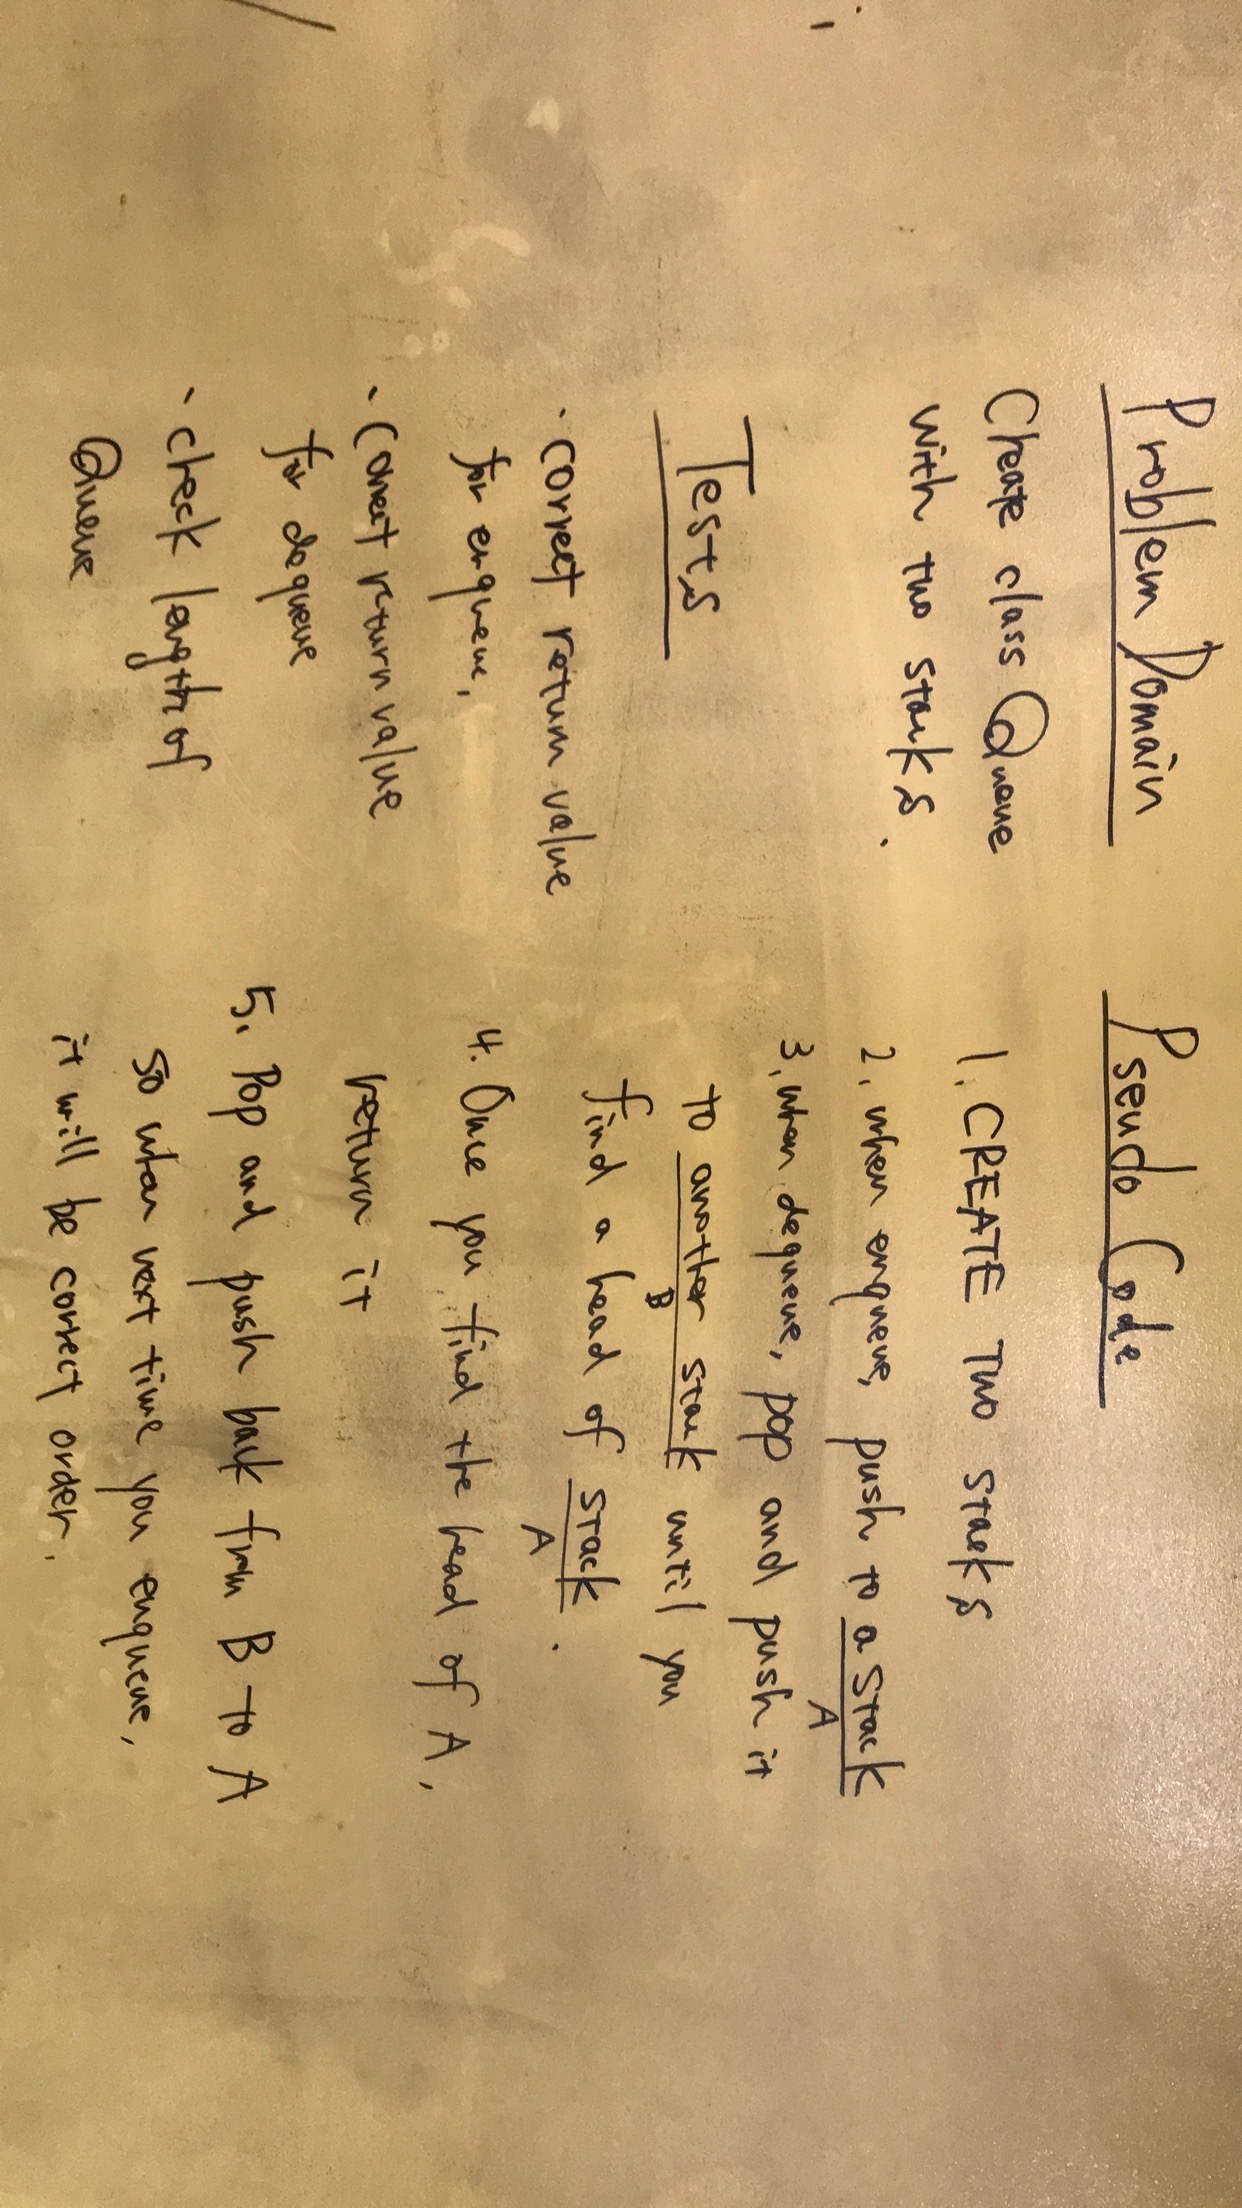 Problem Domain
Create class Queue
with two stacks.
Tests
· correct return value
for enqueue,
· correct return value
for dequeue
· check length of
Queue
Pseudo Code
1. CREATE TWO stacks
2. when enqueue, push to a stack
A
3. when dequeue, pop and push it
to another stack until you
B
find a head of stack.
A
4. Once you find the head of A,
return it
5. Pop and push back from B to A
so when next time you enqueue,
it will be correct order.